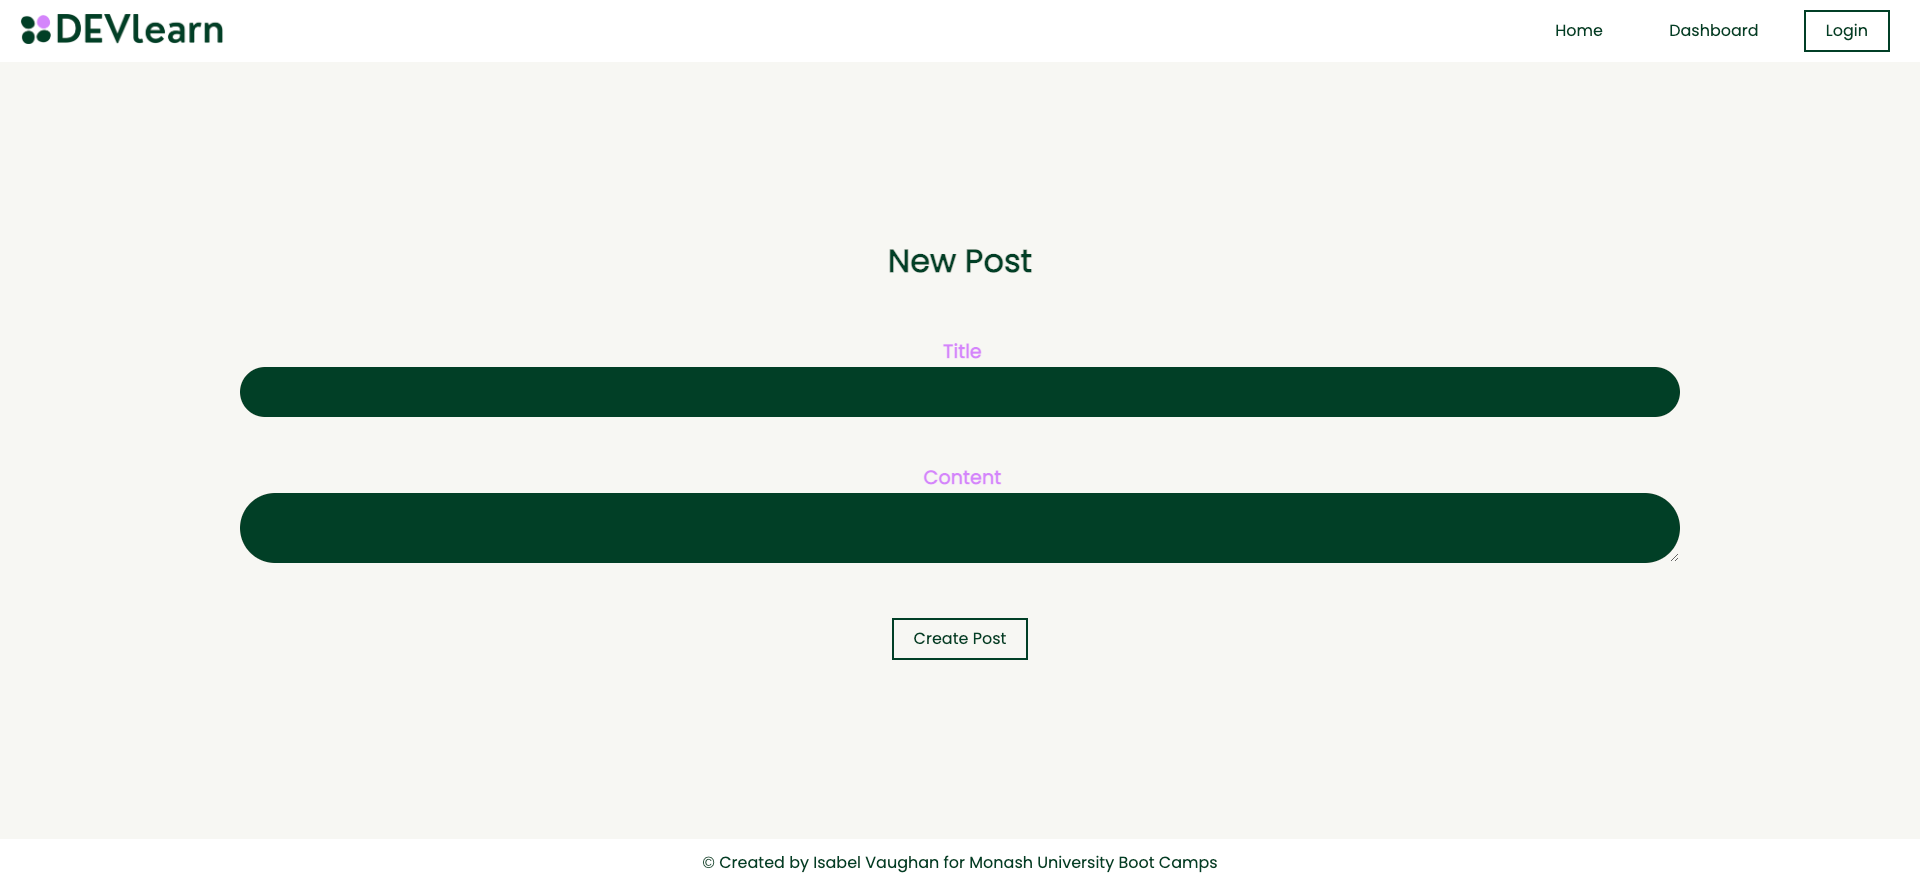 DEVlearn
Home Dashboard Login
New Post
Title
Content
Create Post
© Created by Isabel Vaughan for Monash University Boot Camps